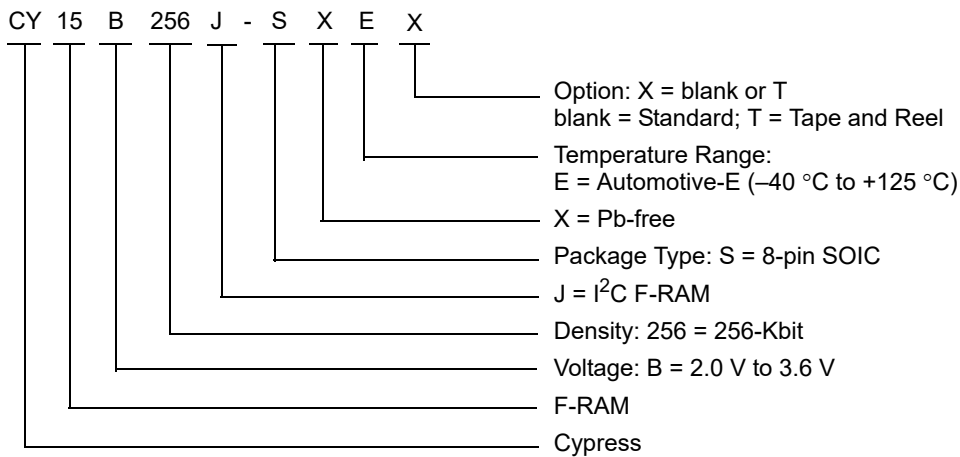 CY 15 B 256 J - S X E X
Option: X = blank or T
blank = Standard; T = Tape and Reel
Temperature Range:
E = Automotive-E (–40 °C to +125 °C)
X = Pb-free
Package Type: S = 8-pin SOIC
J = I²C F-RAM
Density: 256 = 256-Kbit
Voltage: B = 2.0 V to 3.6 V
F-RAM
Cypress